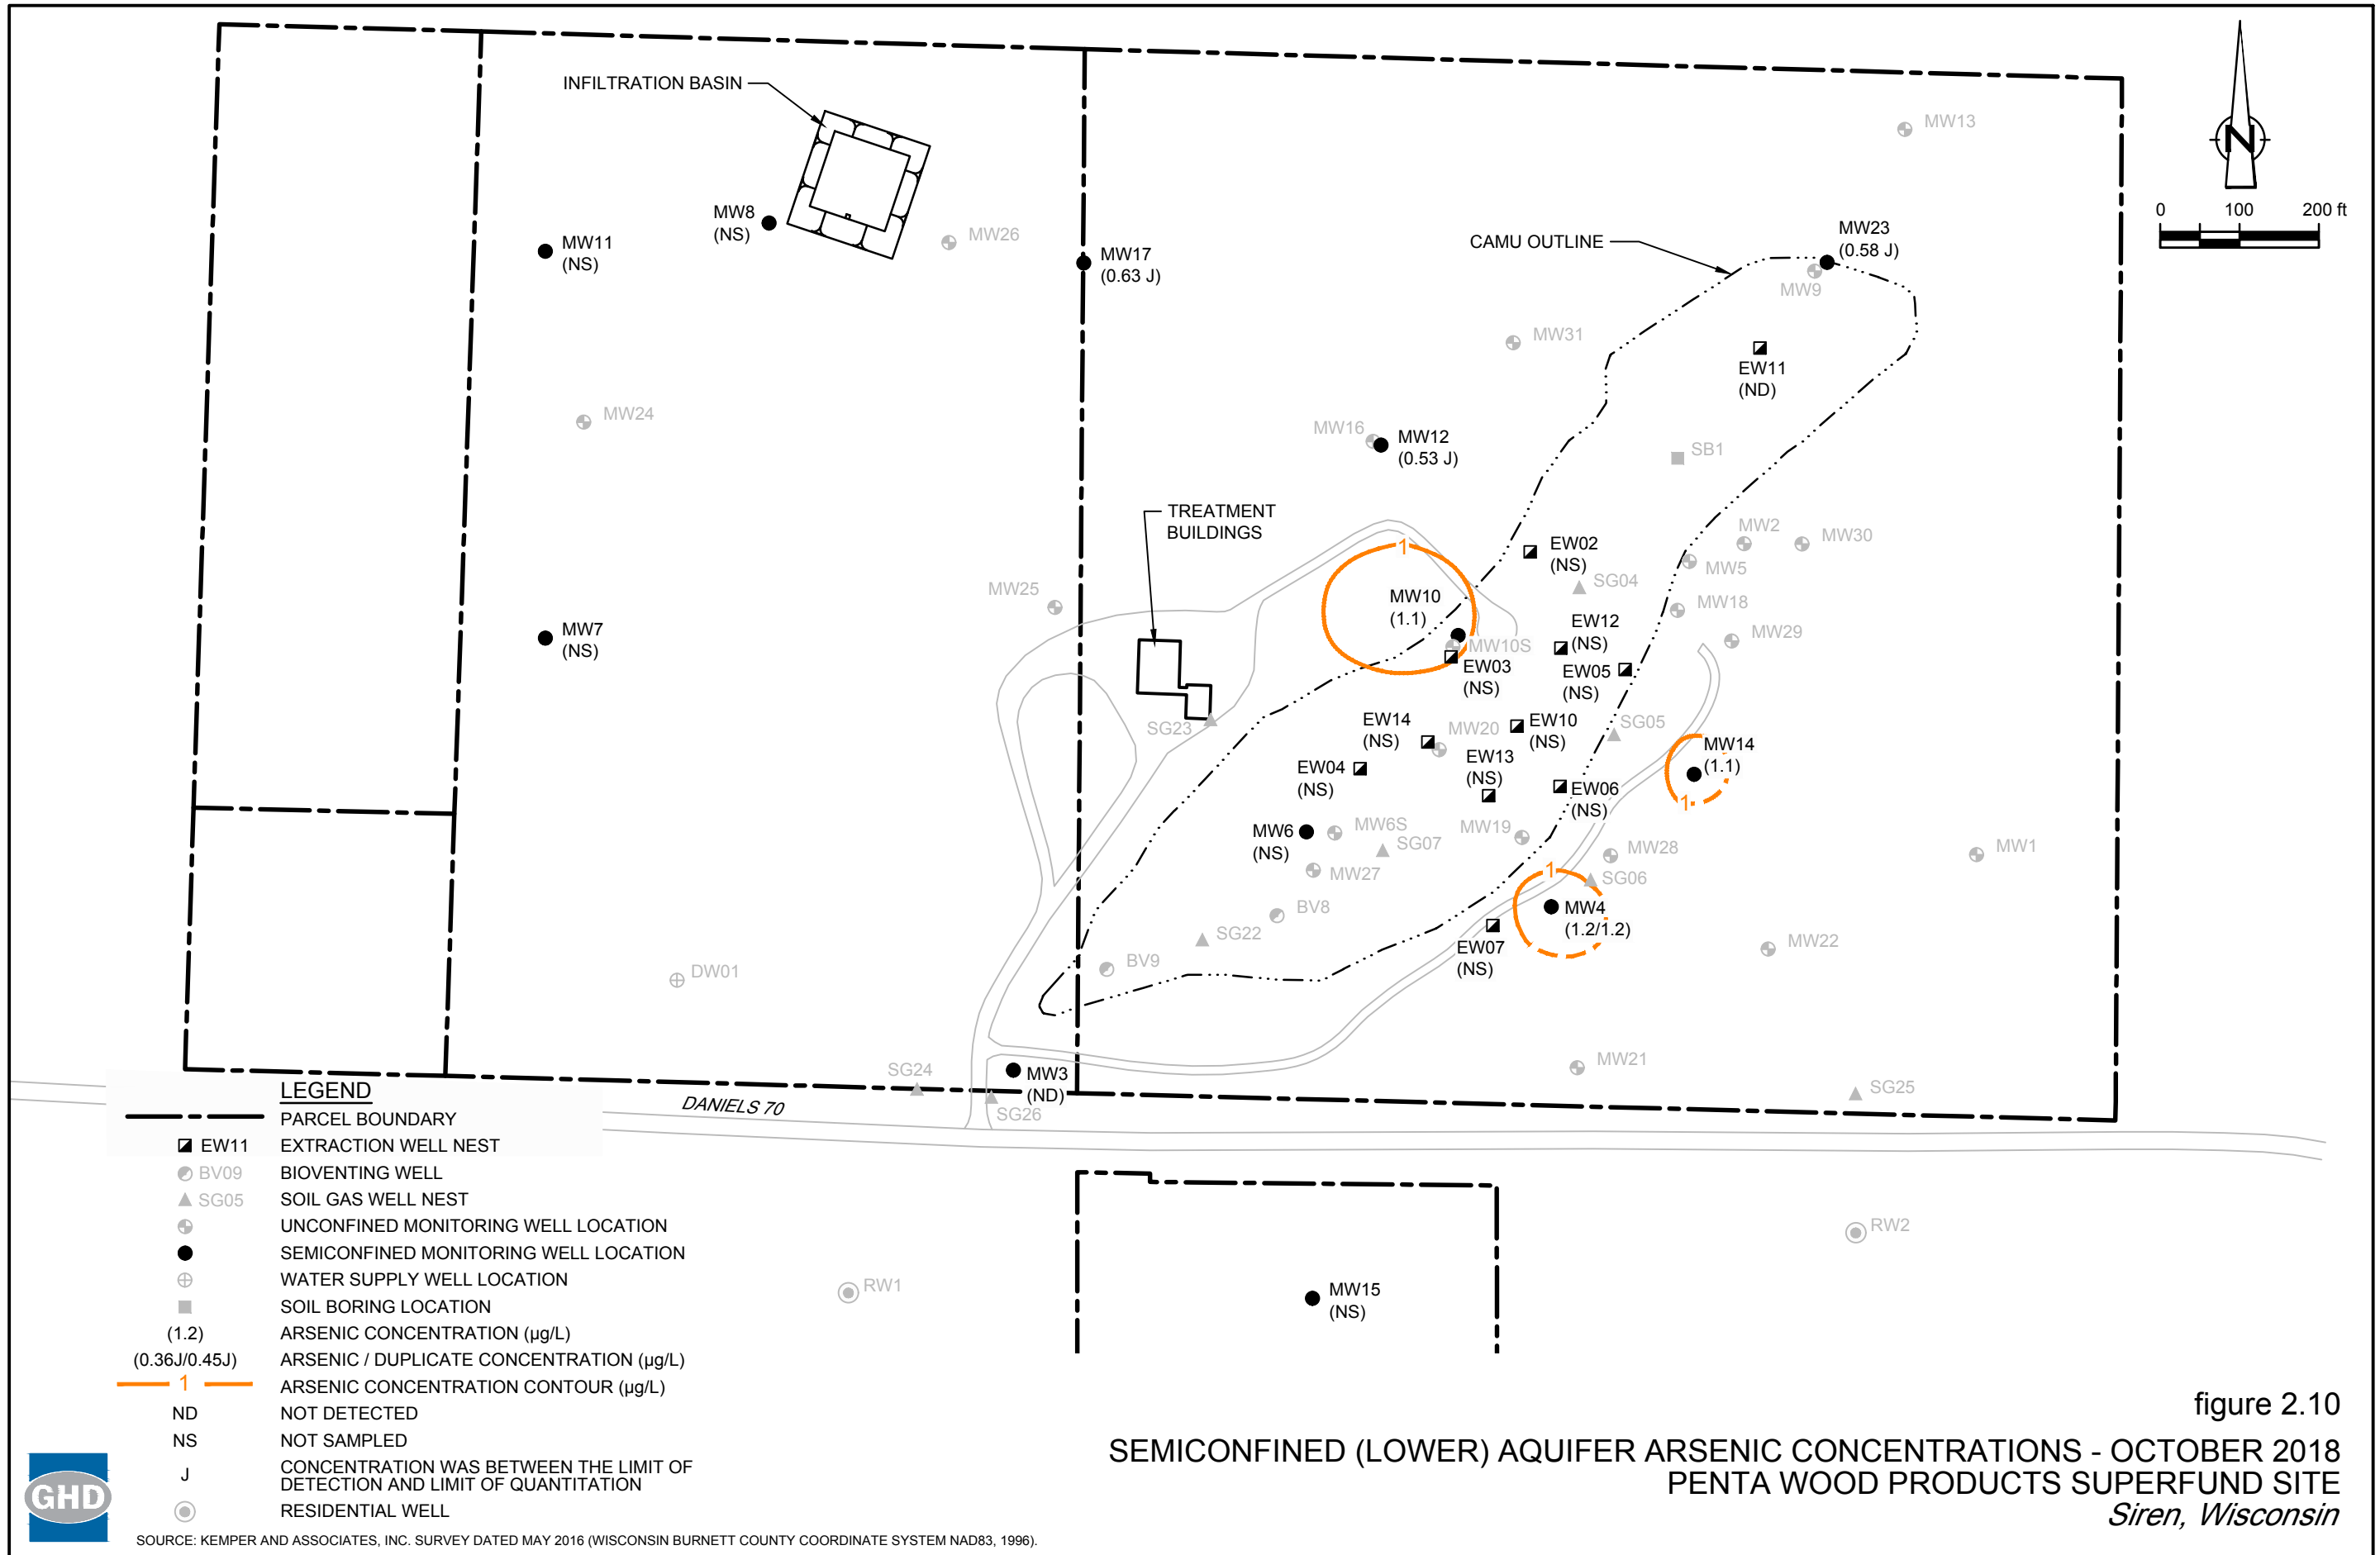 INFILTRATION BASIN
MW13
N
0 100 200 ft
MW8
(NS)
MW11
(NS)
MW26
MW17
(0.63 J)
CAMU OUTLINE
MW23
(0.58 J)
MW9
MW31
EW11
(ND)
MW24
MW16
MW12
(0.53 J)
SB1
TREATMENT
BUILDINGS
1
EW02
(NS)
SG04
MW2
MW30
MW5
MW25
MW10
(1.1)
MW10S
EW03
(NS)
EW12
(NS)
EW05
(NS)
MW18
MW29
MW7
(NS)
SG23
EW14
(NS)
MW20
EW10
(NS)
EW13
(NS)
SG05
MW14
(1.1)
1
EW04
(NS)
EW06
(NS)
MW6
(NS)
MW6S
SG07
MW19
MW27
MW28
MW1
1
SG06
MW4
(1.2/1.2)
BV8
SG22
EW07
(NS)
MW22
BV9
DW01
MW21
SG24
MW3
(ND)
SG26
SG25
DANIELS 70
RW1
RW2
MW15
(NS)
LEGEND
PARCEL BOUNDARY
EW11 EXTRACTION WELL NEST
BV09 BIOVENTING WELL
SG05 SOIL GAS WELL NEST
UNCONFINED MONITORING WELL LOCATION
SEMICONFINED MONITORING WELL LOCATION
WATER SUPPLY WELL LOCATION
SOIL BORING LOCATION
(1.2) ARSENIC CONCENTRATION (µg/L)
(0.36J/0.45J) ARSENIC / DUPLICATE CONCENTRATION (µg/L)
1 ARSENIC CONCENTRATION CONTOUR (µg/L)
ND NOT DETECTED
NS NOT SAMPLED
J CONCENTRATION WAS BETWEEN THE LIMIT OF
DETECTION AND LIMIT OF QUANTITATION
RESIDENTIAL WELL
GHD
SOURCE: KEMPER AND ASSOCIATES, INC. SURVEY DATED MAY 2016 (WISCONSIN BURNETT COUNTY COORDINATE SYSTEM NAD83, 1996).
figure 2.10
SEMICONFINED (LOWER) AQUIFER ARSENIC CONCENTRATIONS - OCTOBER 2018
PENTA WOOD PRODUCTS SUPERFUND SITE
Siren, Wisconsin